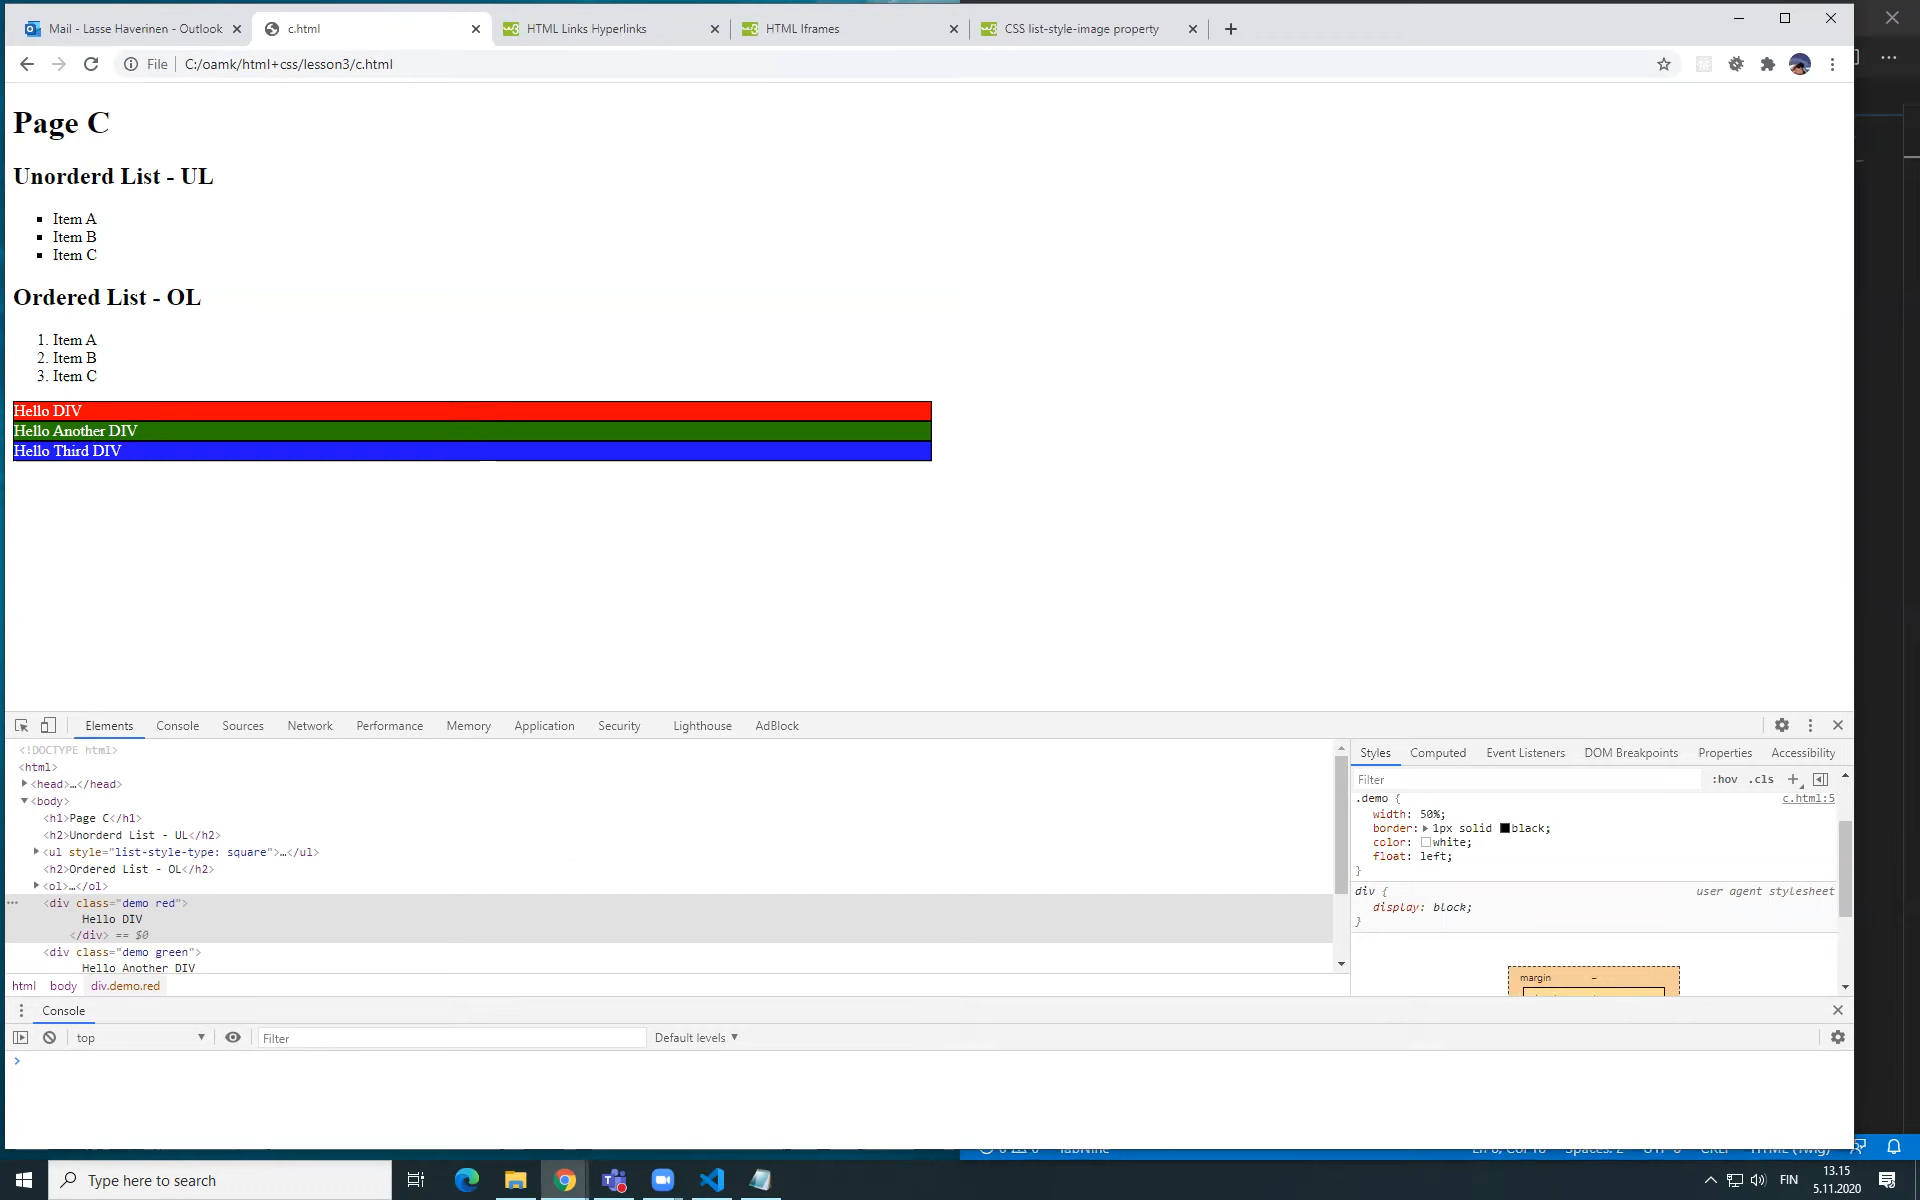 Mail - Lasse Haverinen - Outlook
c.html
HTML Links Hyperlinks
HTML Iframes
CSS list-style-image property
File
C:/oamk/html+css/lesson3/c.html
Page C
Unorderd List - UL
Item A
Item B
Item C
Ordered List - OL
1. Item A
2. Item B
3. Item C
Hello DIV
Hello Another DIV
Hello Third DIV
Elements Console Sources Network Performance Memory Application Security Lighthouse AdBlock
<!DOCTYPE html>
<html>
<head>…</head>
<body>
<h1>Page C</h1>
<h2>Unorderd List - UL</h2>
<ul style="list-style-type: square">…</ul>
<h2>Ordered List - OL</h2>
<ol>…</ol>
<div class="demo red">
Hello DIV
</div> == $0
<div class="demo green">
Hello Another DIV
html body div.demo.red
Styles Computed Event Listeners DOM Breakpoints Properties Accessibility
Filter :hov .cls
.demo { c.html:5
width: 50%;
border: 1px solid black;
color: white;
float: left;
}
div { user agent stylesheet
display: block;
}
margin –
Console
top Filter Default levels
Type here to search
FIN
13.15
5.11.2020